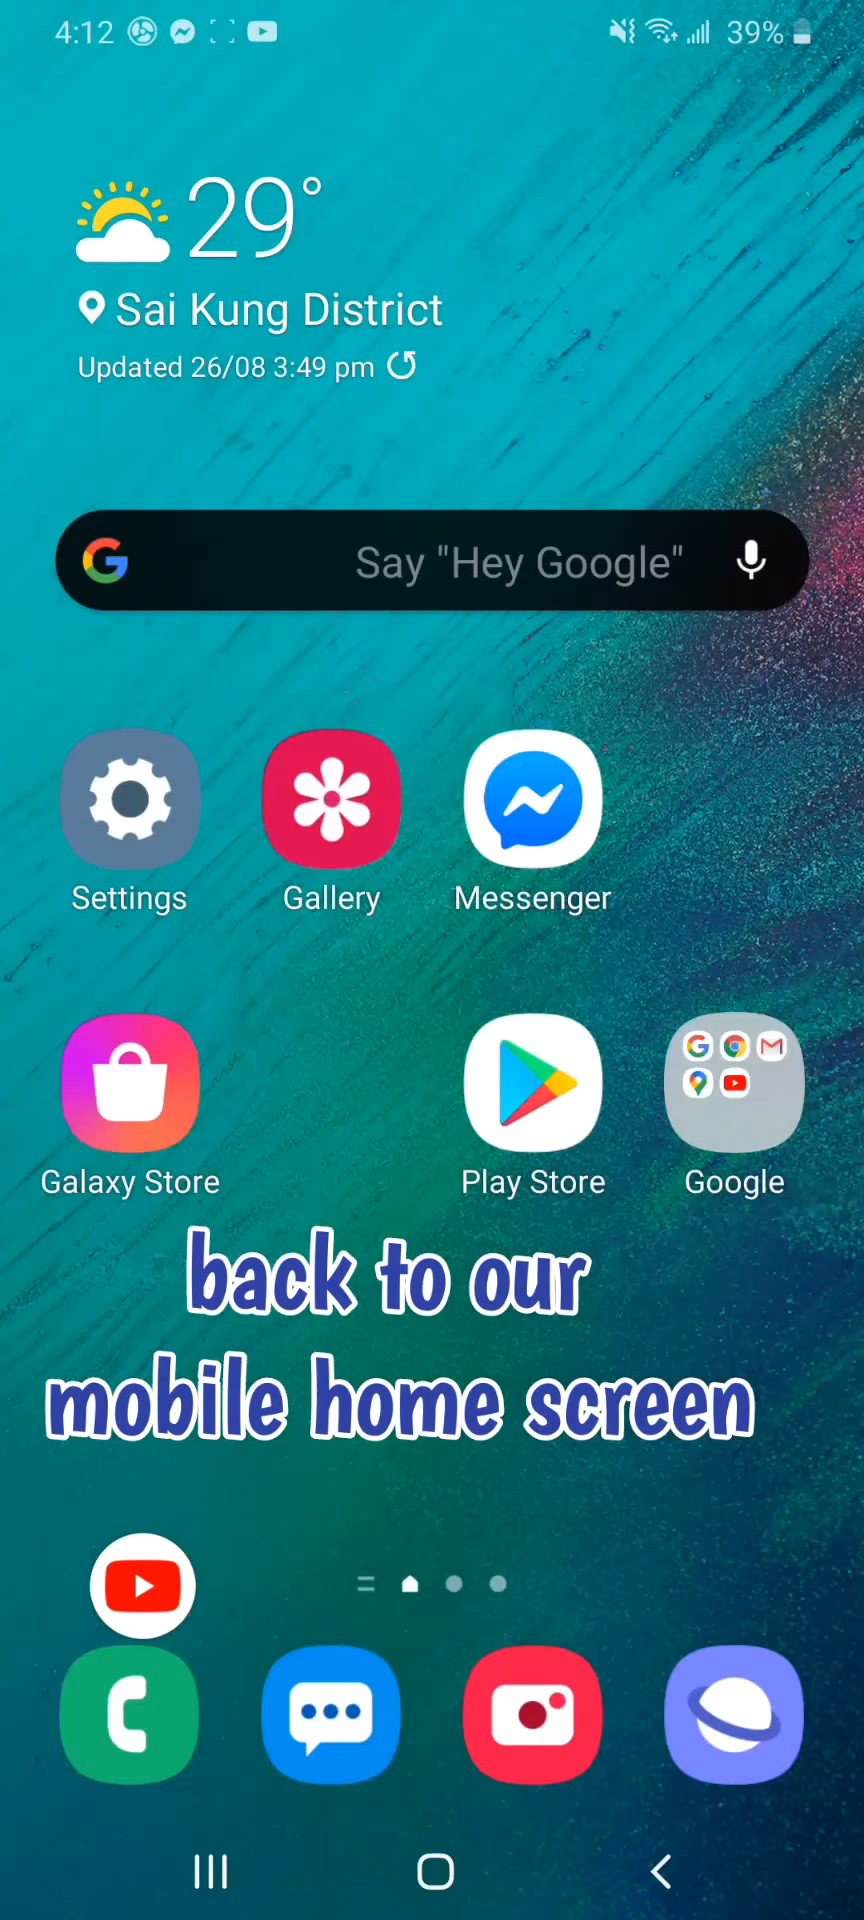 4:12
39%
29°
Sai Kung District
Updated 26/08 3:49 pm
Say "Hey Google"
Settings
Gallery
Messenger
Galaxy Store
Play Store
Google
back to our
mobile home screen